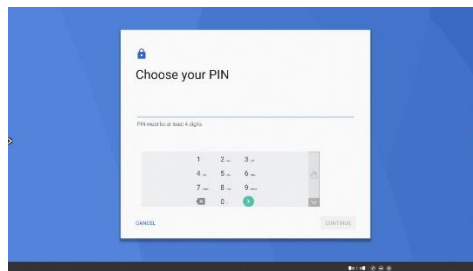 Choose your PIN
PIN must be at least 4 digits
1 2 3
4 5 6
7 8 9
0
CANCEL
CONTINUE